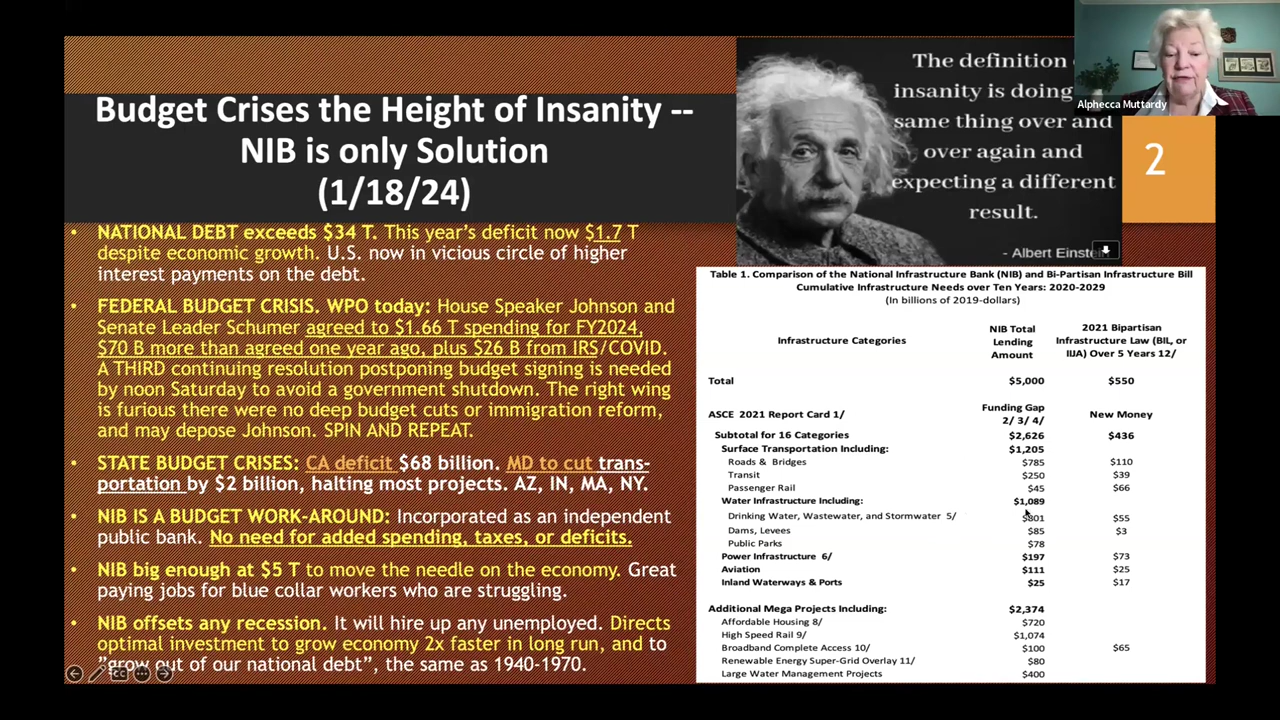 Budget Crises the Height of Insanity --
NIB is only Solution
(1/18/24)
The definition
insanity is doing
same thing over and
over again and
expecting a different
result.
- Albert Einstein
Alphecca Muttardy
2
• NATIONAL DEBT exceeds $34 T. This year's deficit now $1.7 T
despite economic growth. U.S. now in vicious circle of higher
interest payments on the debt.
• FEDERAL BUDGET CRISIS, WPO today: House Speaker Johnson and
Senate Leader Schumer agreed to $1.66 T spending for FY2024,
$70 B more than agreed one year ago, plus $26 B from IRS/COVID.
A THIRD continuing resolution postponing budget signing is needed
by noon Saturday to avoid a government shutdown. The right wing
is furious there were no deep budget cuts or immigration reform,
and may depose Johnson. SPIN AND REPEAT.
• STATE BUDGET CRISES: CA deficit $68 billion. MD to cut trans-
portation by $2 billion, halting most projects. AZ, IN, MA, NY.
• NIB IS A BUDGET WORK-AROUND: Incorporated as an independent
public bank. No need for added spending, taxes, or deficits.
• NIB big enough at $5 T to move the needle on the economy. Great
paying jobs for blue collar workers who are struggling.
• NIB offsets any recession. It will hire up any unemployed. Directs
optimal investment to grow economy 2x faster in long run, and to
"grow out of our national debt", the same as 1940-1970.
Table 1. Comparison of the National Infrastructure Bank (NIB) and Bi-Partisan Infrastructure Bill
Cumulative Infrastructure Needs over Ten Years: 2020-2029
(In billions of 2019-dollars)
Infrastructure Categories
NIB Total
Lending
Amount
2021 Bipartisan
Infrastructure Law (BIL, or
IIJA) Over 5 Years 12/
Total $5,000 $550
ASCE 2021 Report Card 1/
Funding Gap
2/ 3/ 4/
New Money
Subtotal for 16 Categories $2,626 $436
Surface Transportation Including: $1,205
Roads & Bridges $785 $110
Transit $250 $39
Passenger Rail $45 $66
Water Infrastructure Including: $1,089
Drinking Water, Wastewater, and Stormwater 5/ $801 $55
Dams, Levees $85 $3
Public Parks $78
Power Infrastructure 6/ $197 $73
Aviation $111 $25
Inland Waterways & Ports $25 $17
Additional Mega Projects Including: $2,374
Affordable Housing 8/ $720
High Speed Rail 9/ $1,074
Broadband Complete Access 10/ $100 $65
Renewable Energy Super-Grid Overlay 11/ $80
Large Water Management Projects $400